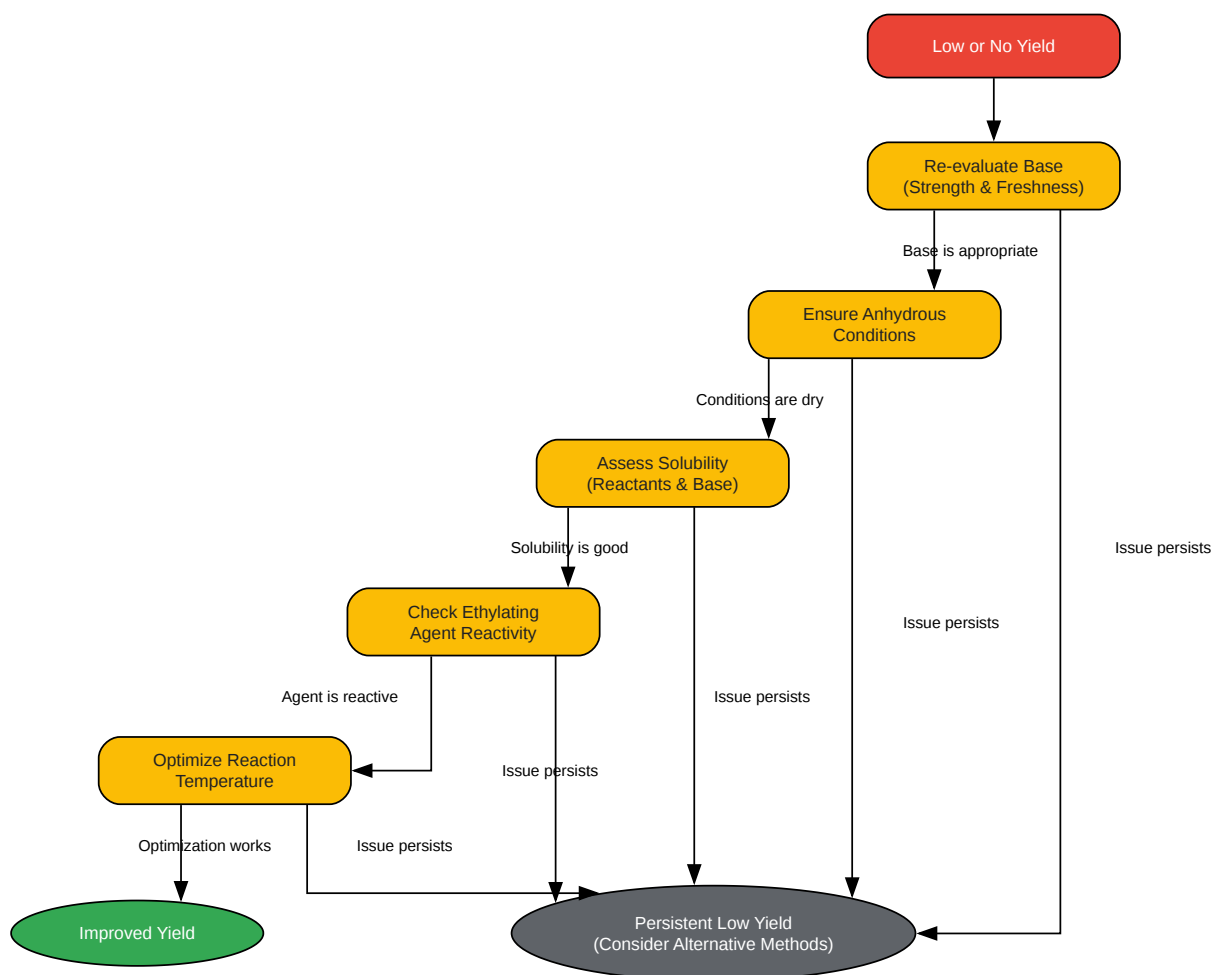 Low or No Yield
Re-evaluate Base
(Strength & Freshness)
Base is appropriate
Ensure Anhydrous
Conditions
Conditions are dry
Assess Solubility
(Reactants & Base)
Solubility is good
Issue persists
Check Ethylating
Agent Reactivity
Issue persists
Agent is reactive
Issue persists
Optimize Reaction
Temperature
Issue persists
Optimization works
Issue persists
Improved Yield
Persistent Low Yield
(Consider Alternative Methods)